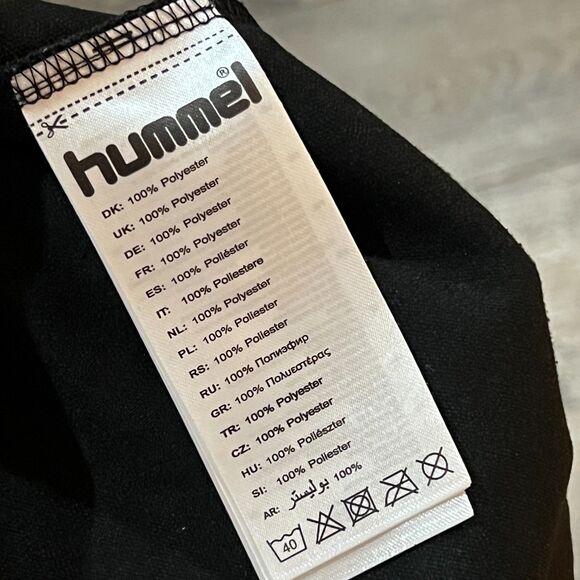 hummel®
DK: 100% Polyester
UK: 100% Polyester
DE: 100% Polyester
FR: 100% Polyester
ES: 100% Poliéster
IT: 100% Poliestere
NL: 100% Polyester
PL: 100% Poliester
RS: 100% Poliester
RU: 100% Полиэфир
GR: 100% Πολυεστέρας
TR: 100% Polyester
CZ: 100% Polyester
HU: 100% Poliészter
SI: 100% Poliester
AR: بوليستر 100%
40